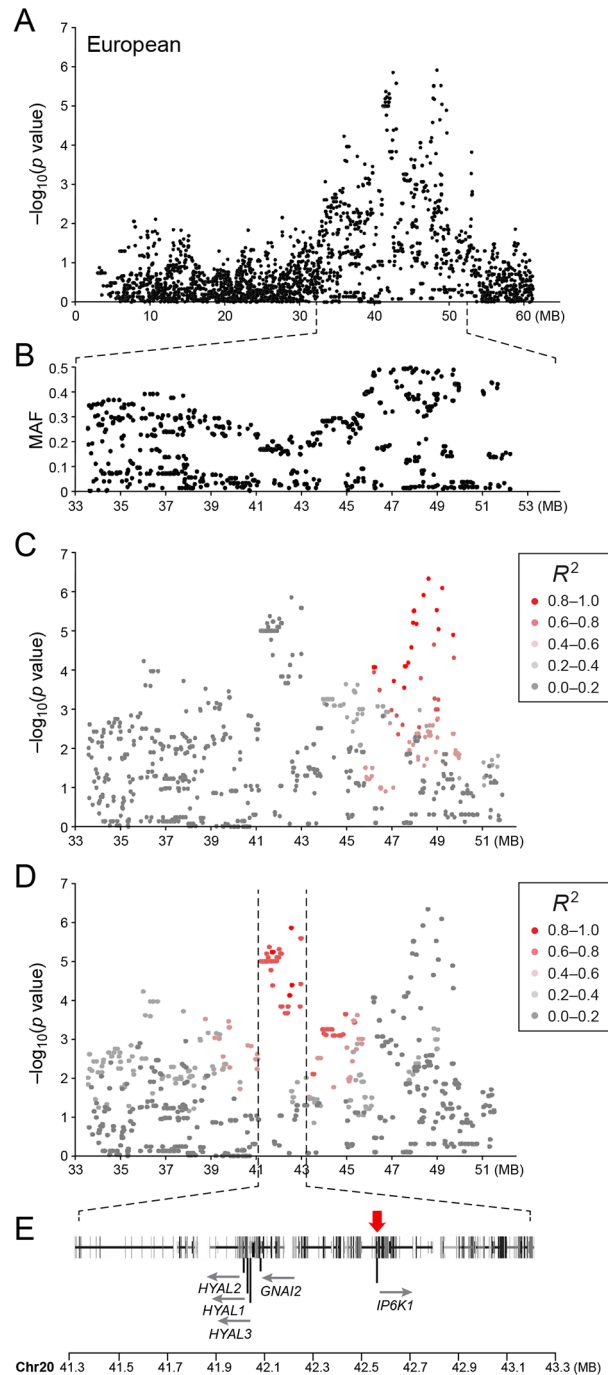 A
European
7
6
5
4
3
2
1
0
–log10(p value)
0 10 20 30 40 50 60 (MB)
B
0.5
0.4
0.3
0.2
0.1
0
MAF
33 35 37 39 41 43 45 47 49 51 53 (MB)
C
7
6
5
4
3
2
1
0
–log10(p value)
33 35 37 39 41 43 45 47 49 51 (MB)
R2
0.8–1.0
0.6–0.8
0.4–0.6
0.2–0.4
0.0–0.2
D
7
6
5
4
3
2
1
0
–log10(p value)
33 35 37 39 41 43 45 47 49 51 (MB)
R2
0.8–1.0
0.6–0.8
0.4–0.6
0.2–0.4
0.0–0.2
E
HYAL2 GNAI2
HYAL1 IP6K1
HYAL3
Chr20 41.3 41.5 41.7 41.9 42.1 42.3 42.5 42.7 42.9 43.1 43.3 (MB)